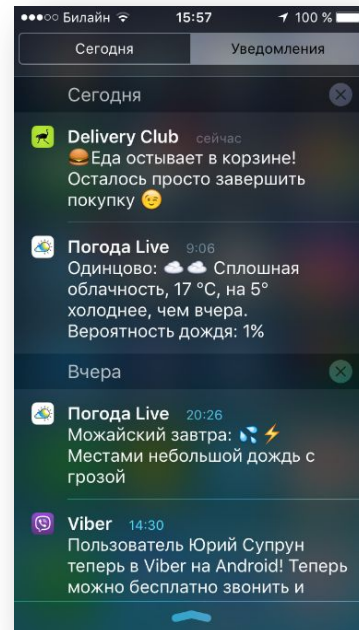 Билайн 15:57 100 %
Сегодня Уведомления
Сегодня
Delivery Club сейчас
🍔Еда остывает в корзине!
Осталось просто завершить
покупку 😉
Погода Live 9:06
Одинцово: ☁️☁️ Сплошная
облачность, 17 °C, на 5°
холоднее, чем вчера.
Вероятность дождя: 1%
Вчера
Погода Live 20:26
Можайский завтра: 💦⚡
Местами небольшой дождь с
грозой
Viber 14:30
Пользователь Юрий Супрун
теперь в Viber на Android! Теперь
можно бесплатно звонить и